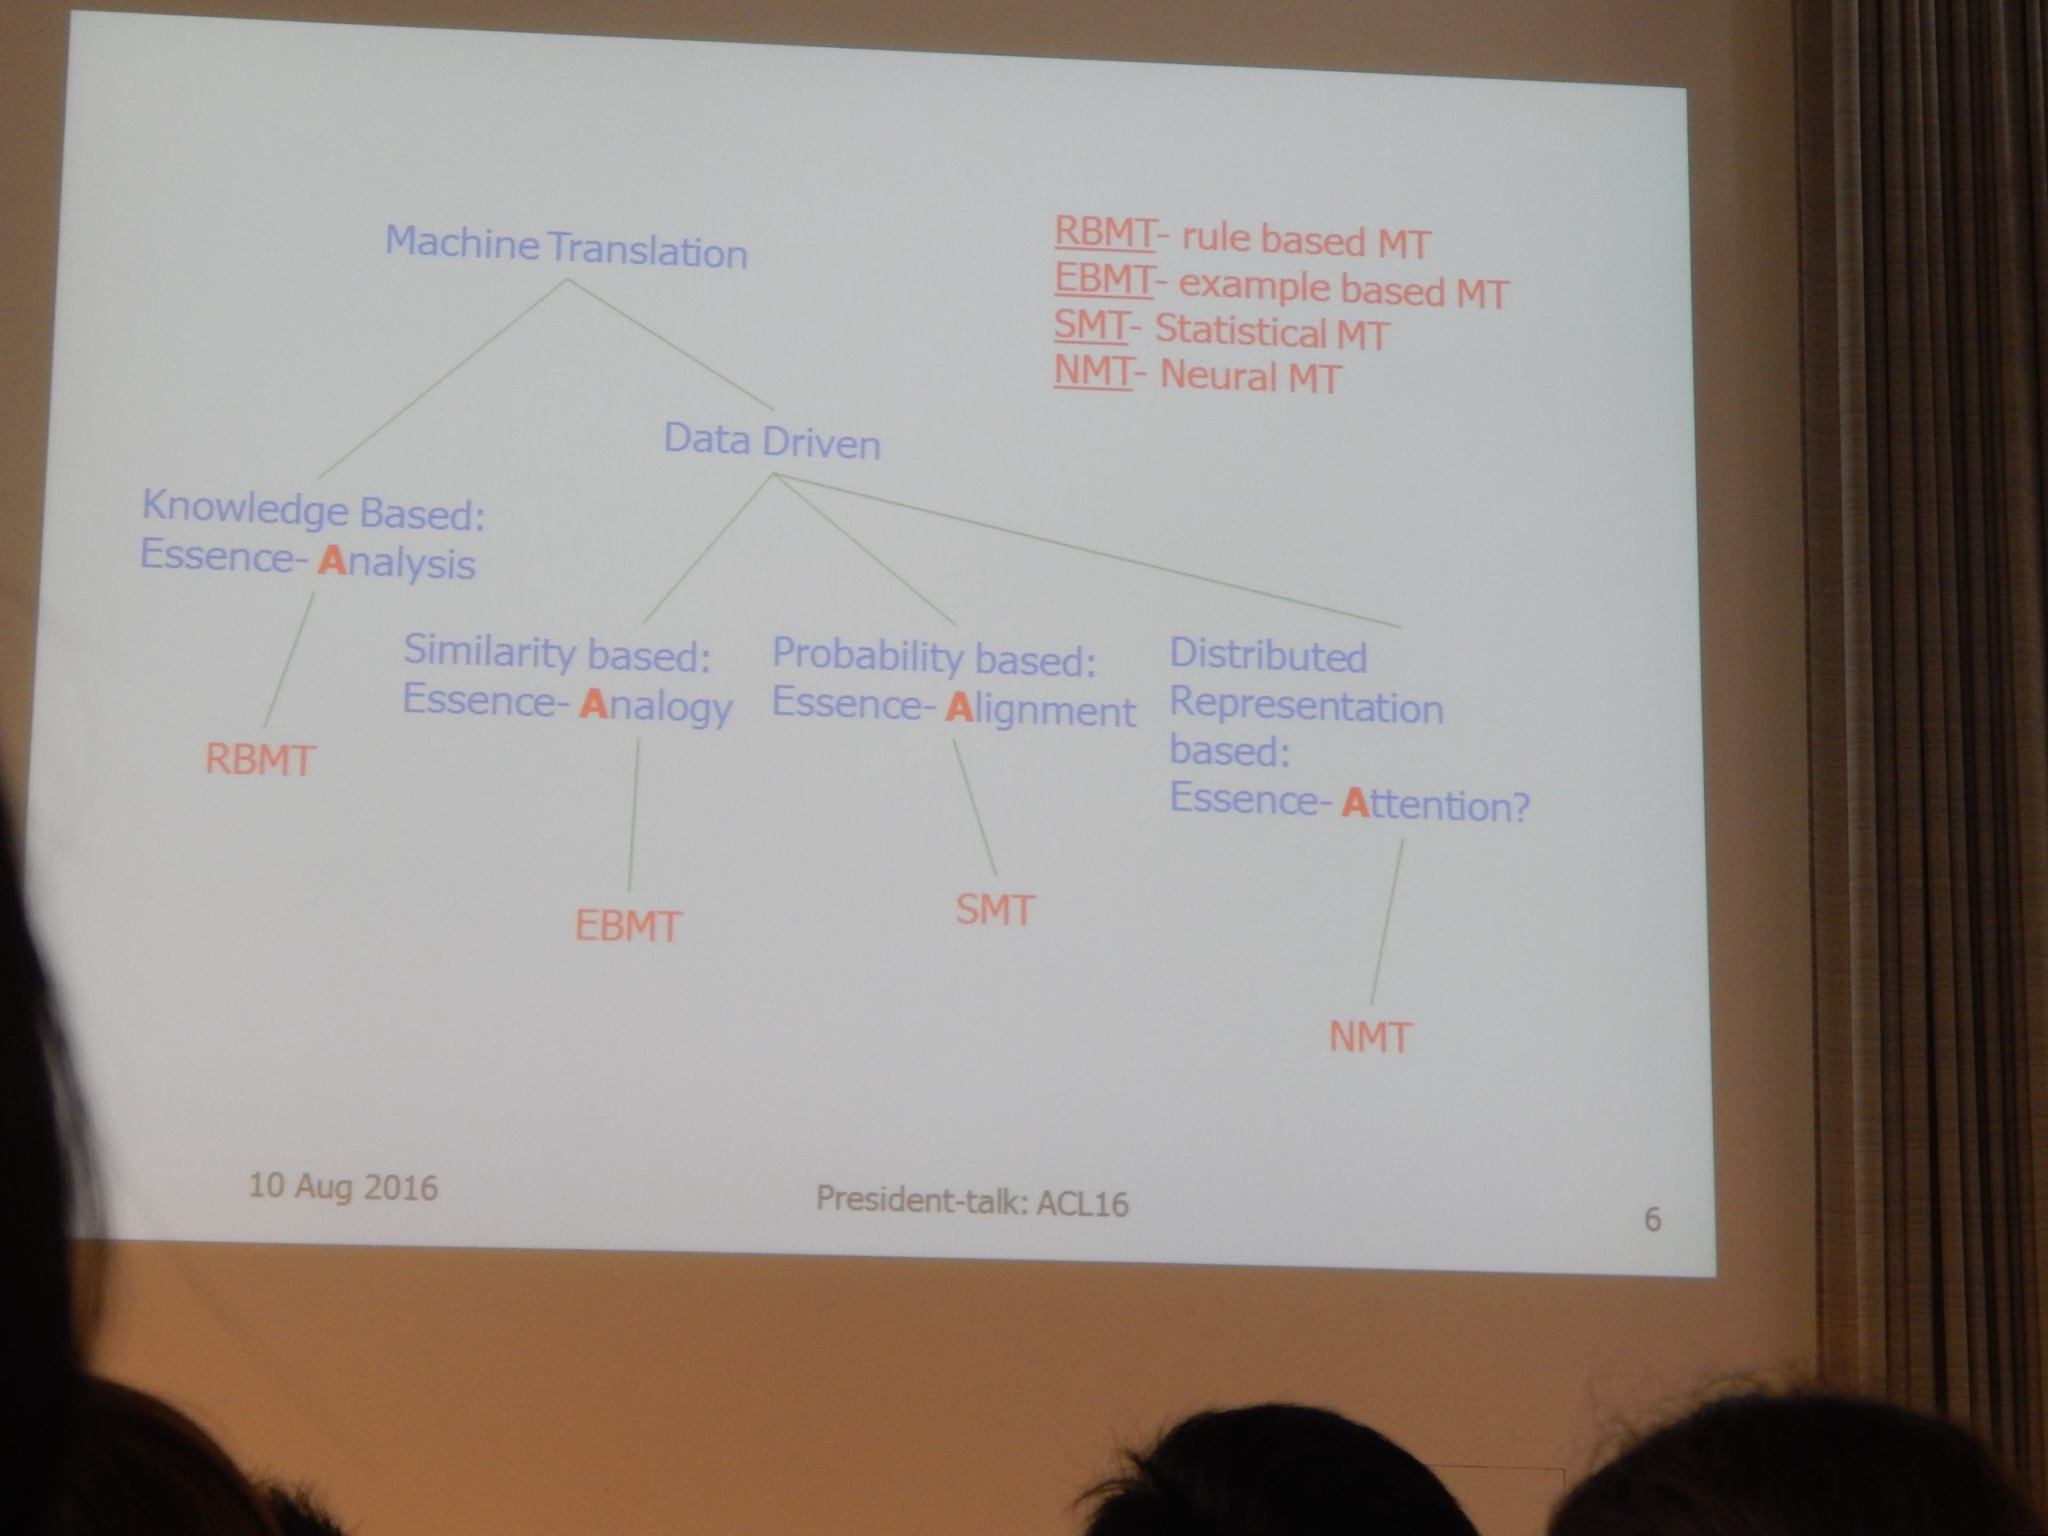 Machine Translation
RBMT- rule based MT
EBMT- example based MT
SMT- Statistical MT
NMT- Neural MT
Data Driven
Knowledge Based:
Essence- Analysis
Similarity based:
Essence- Analogy
Probability based:
Essence- Alignment
Distributed
Representation
based:
Essence- Attention?
RBMT
EBMT
SMT
NMT
10 Aug 2016
President-talk: ACL16
6